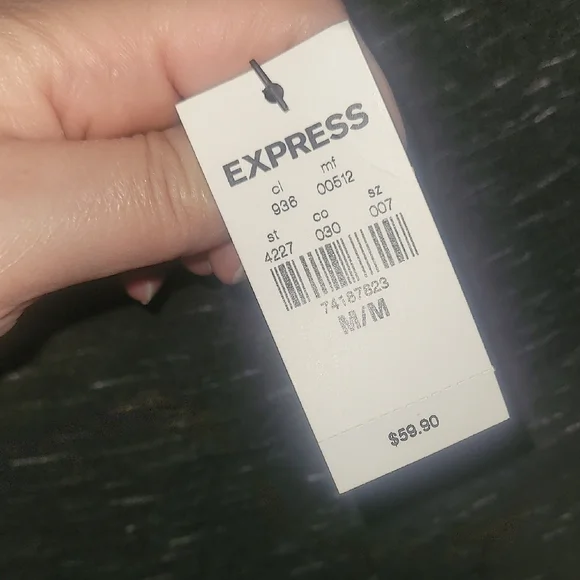 EXPRESS
cl mf
936 00512
st co sz
4227 030 007
74187823
M/M
$59.90